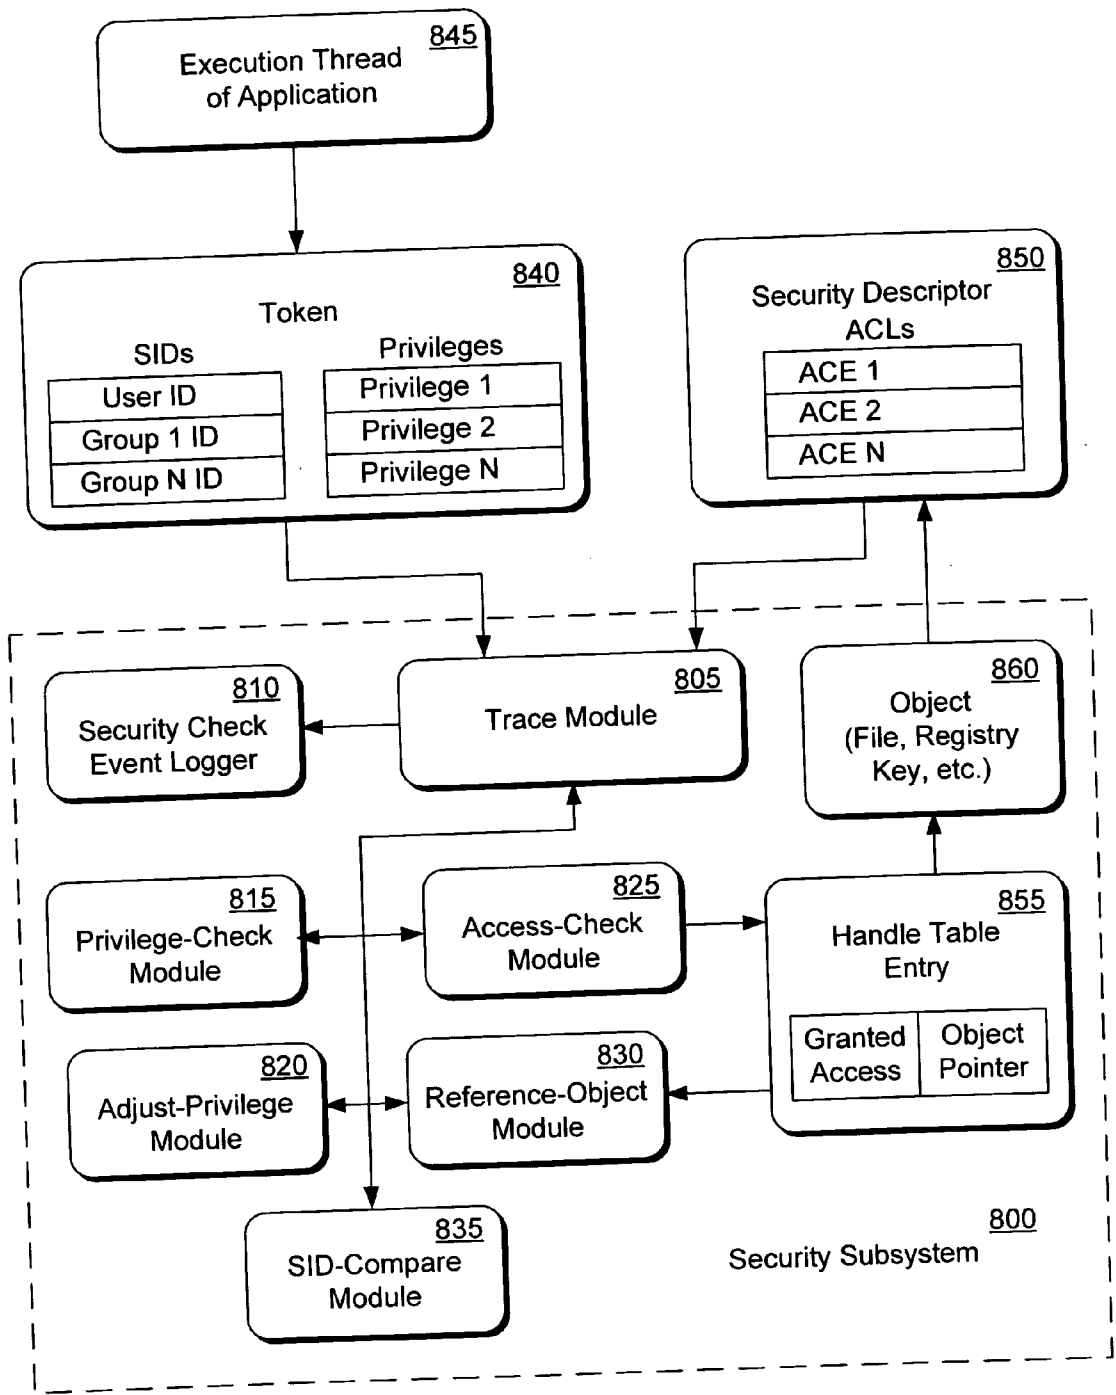 845
Execution Thread
of Application
840
Token
SIDs
User ID
Group 1 ID
Group N ID
Privileges
Privilege 1
Privilege 2
Privilege N
850
Security Descriptor
ACLs
ACE 1
ACE 2
ACE N
810
Security Check
Event Logger
805
Trace Module
860
Object
(File, Registry
Key, etc.)
815
Privilege-Check
Module
825
Access-Check
Module
855
Handle Table
Entry
Granted
Access
Object
Pointer
820
Adjust-Privilege
Module
830
Reference-Object
Module
835
SID-Compare
Module
800
Security Subsystem